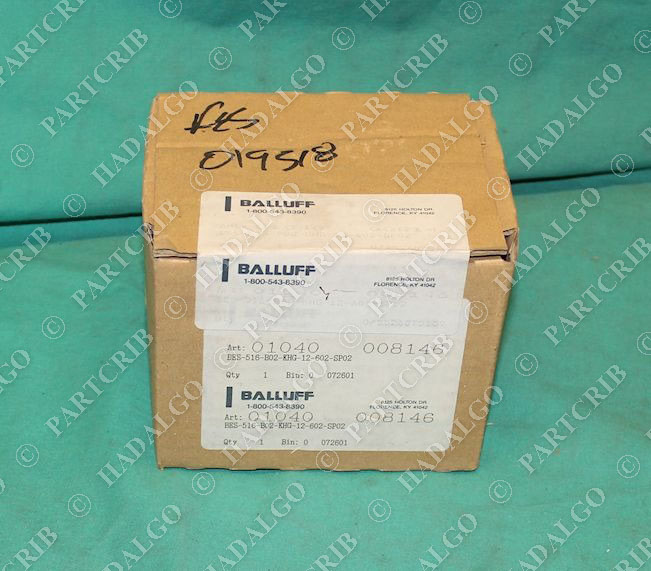 019518
BALLUFF
1-800-543-8390
8125 HOLTON DR
FLORENCE, KY 41042
BALLUFF
1-800-543-8390
8125 HOLTON DR
FLORENCE, KY 41042
Art: 01040 008146
BES-516-B02-KHG-12-602-SP02
Qty 1 Bin: 0 072601
BALLUFF
1-800-543-8390
8125 HOLTON DR
FLORENCE, KY 41042
Art: 01040 008146
BES-516-B02-KHG-12-602-SP02
Qty 1 Bin: 0 072601
© PARTCRIB
© HADALGO